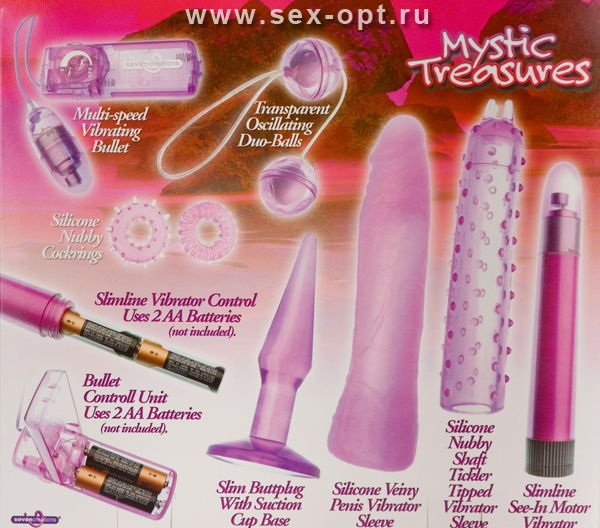 www.sex-opt.ru
Mystic
Treasures
sevencreations
Multi-speed
Vibrating
Bullet
Transparent
Oscillating
Duo-Balls
Silicone
Nubby
Cockrings
Slimline Vibrator Control
Uses 2 AA Batteries
(not included).
Bullet
Controll Unit
Uses 2 AA Batteries
(not included).
Slim Buttplug
With Suction
Cup Base
Silicone Veiny
Penis Vibrator
Sleeve
Silicone
Nubby
Shaft
Tickler
Tipped
Vibrator
Sleeve
Slimline
See-In Motor
Vibrator
sevencreations